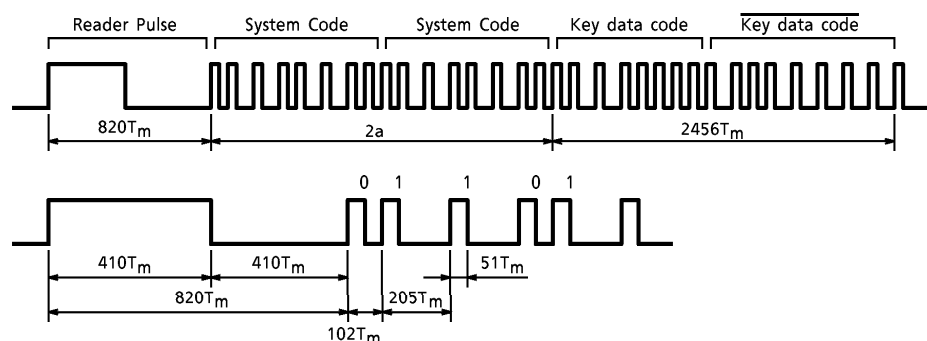 Reader Pulse System Code System Code Key data code Key data code
820Tm 2a 2456Tm
0 1 1 0 1
410Tm 410Tm 51Tm
820Tm 205Tm
102Tm